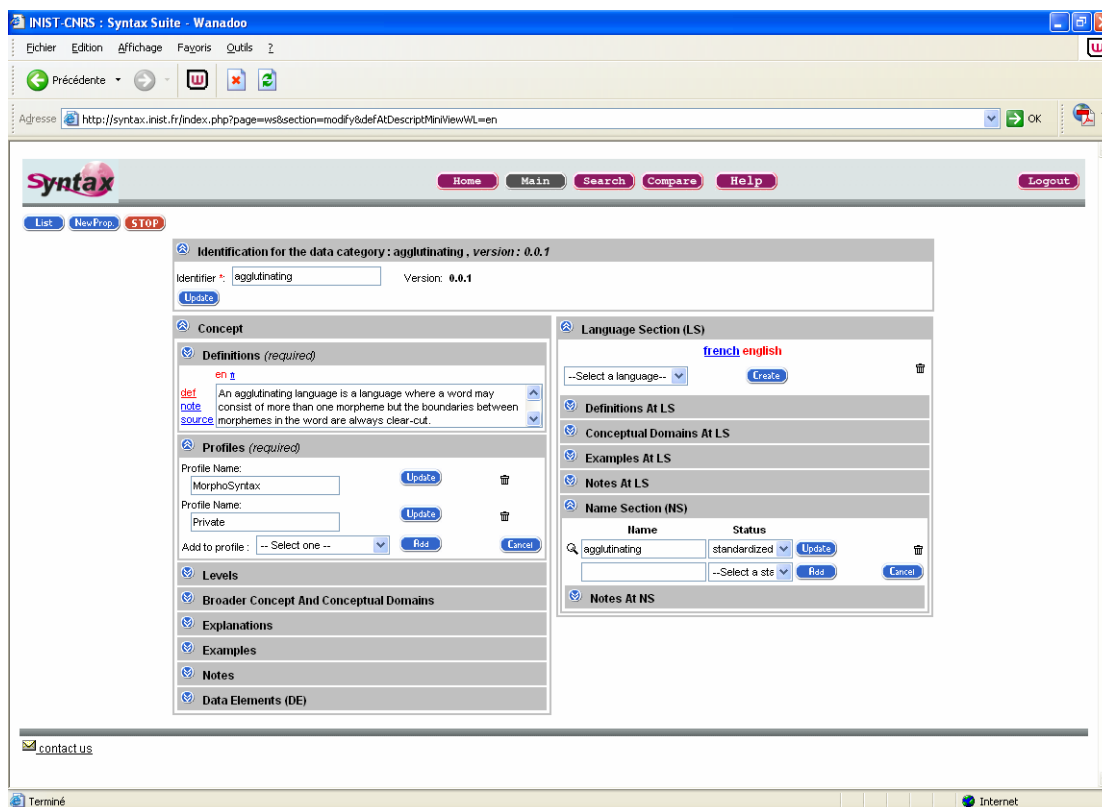 INIST-CNRS : Syntax Suite - Wanadoo
Fichier Edition Affichage Favoris Outils ?
Précédente
Adresse http://syntax.inist.fr/index.php?page=ws&section=modify&defAtDescriptMiniViewWL=en OK
Syntax Home Main Search Compare Help Logout
List NewProp. STOP
Identification for the data category : agglutinating , version : 0.0.1
Identifier *: agglutinating Version: 0.0.1
Update
Concept
Definitions (required)
en fr
def
note
source
An agglutinating language is a language where a word may
consist of more than one morpheme but the boundaries between
morphemes in the word are always clear-cut.
Profiles (required)
Profile Name:
MorphoSyntax Update
Profile Name:
Private Update
Add to profile : -- Select one -- Add Cancel
Levels
Broader Concept And Conceptual Domains
Explanations
Examples
Notes
Data Elements (DE)
Language Section (LS)
french english
--Select a language-- Create
Definitions At LS
Conceptual Domains At LS
Examples At LS
Notes At LS
Name Section (NS)
Name Status
agglutinating standardized Update
--Select a sta Add Cancel
Notes At NS
contact us
Terminé Internet